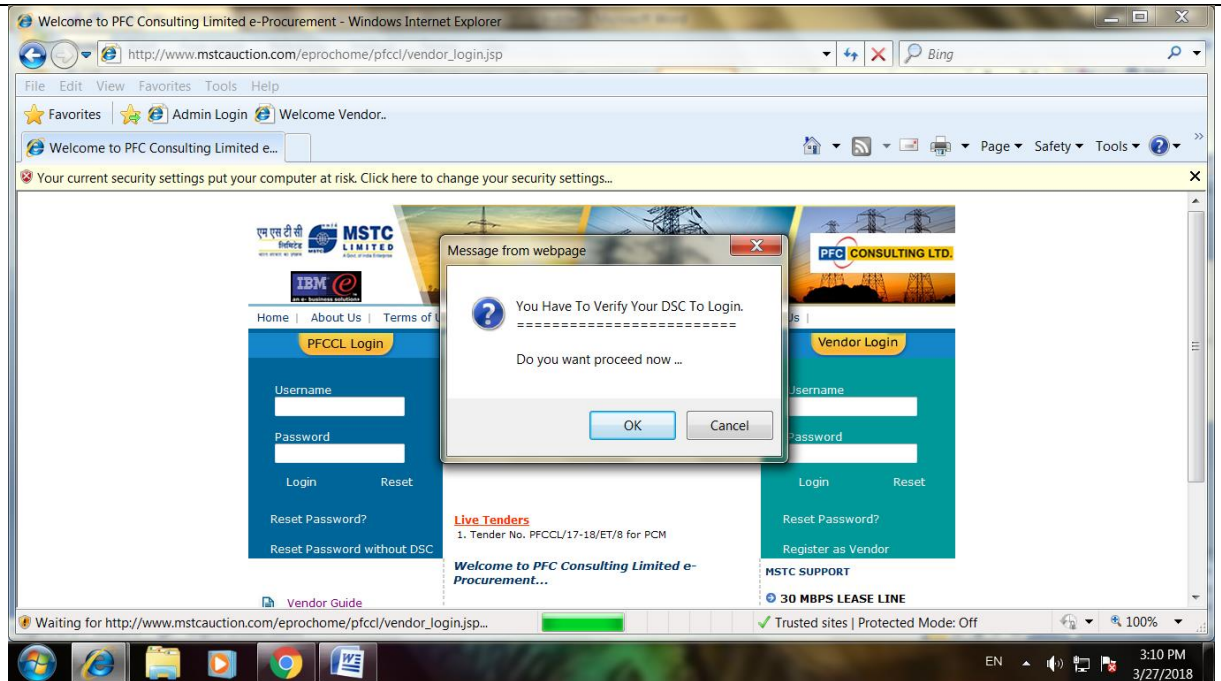 Welcome to PFC Consulting Limited e-Procurement - Windows Internet Explorer
http://www.mstcauction.com/eprochome/pfccl/vendor_login.jsp
Bing
File Edit View Favorites Tools Help
Favorites Admin Login Welcome Vendor..
Welcome to PFC Consulting Limited e...
Page Safety Tools
Your current security settings put your computer at risk. Click here to change your security settings...
एम एस टी सी
लिमिटेड
MSTC
LIMITED
IBM
an e-business solution
PFC CONSULTING LTD.
Home | About Us | Terms of
Us |
Message from webpage
You Have To Verify Your DSC To Login.
==========================
Do you want proceed now ...
OK Cancel
PFCCL Login
Username
Password
Login Reset
Reset Password?
Reset Password without DSC
Vendor Guide
Live Tenders
1. Tender No. PFCCL/17-18/ET/8 for PCM
Welcome to PFC Consulting Limited e-
Procurement...
Vendor Login
Username
Password
Login Reset
Reset Password?
Register as Vendor
MSTC SUPPORT
30 MBPS LEASE LINE
Waiting for http://www.mstcauction.com/eprochome/pfccl/vendor_login.jsp...
Trusted sites | Protected Mode: Off
100%
EN
3:10 PM
3/27/2018